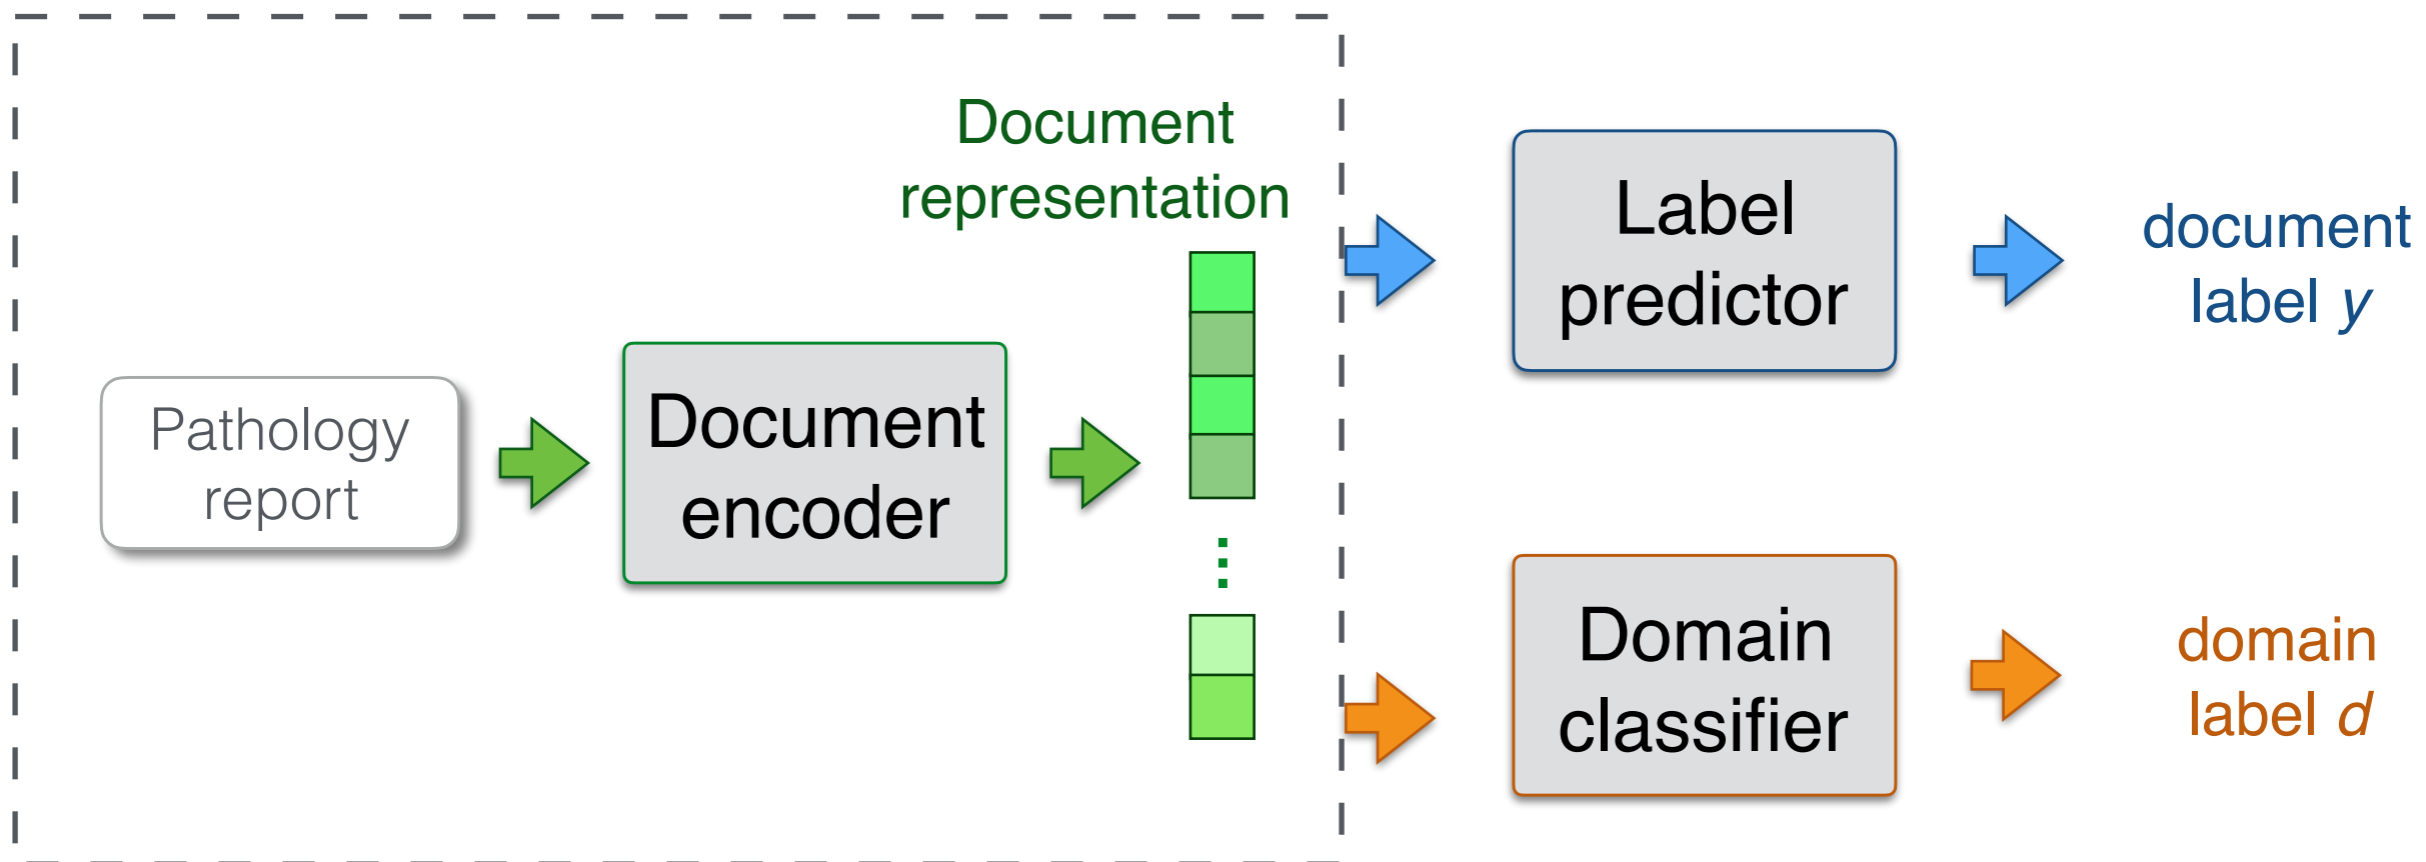 Document
representation
Pathology
report
Document
encoder
Label
predictor
document
label y
Domain
classifier
domain
label d